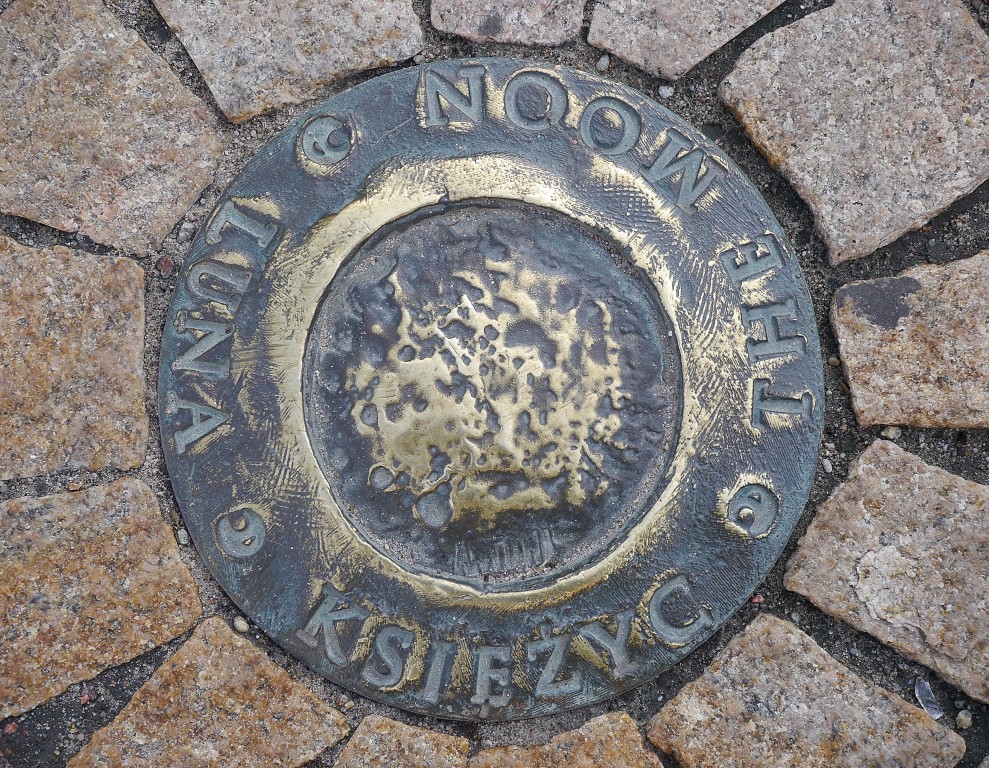 KSIĘŻYC
LUNA
THE MOON